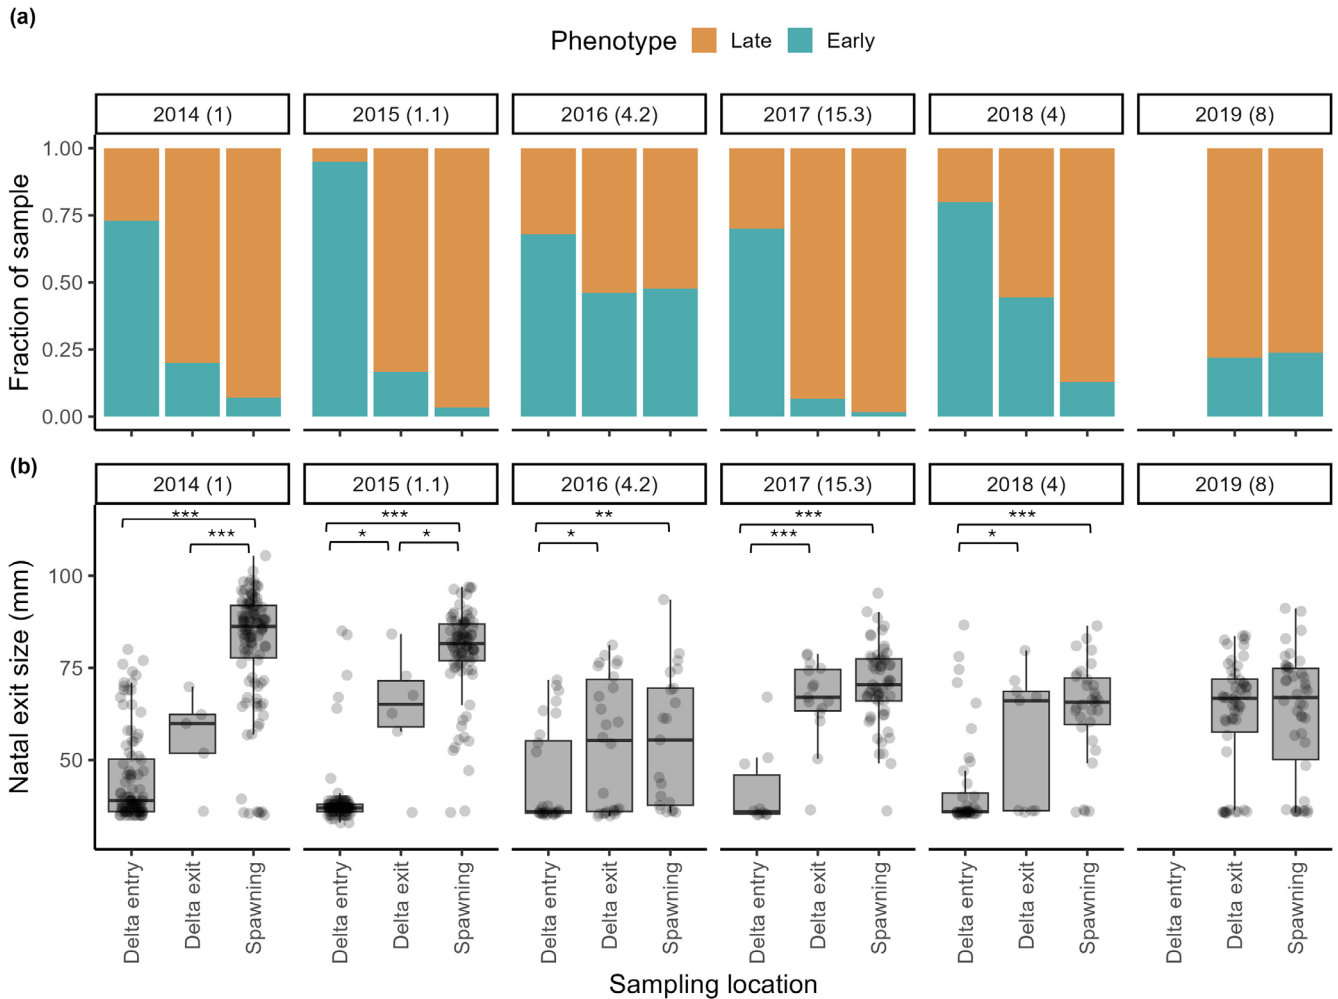 (a)
Phenotype Late Early
2014 (1) 2015 (1.1) 2016 (4.2) 2017 (15.3) 2018 (4) 2019 (8)
Fraction of sample
1.00
0.75
0.50
0.25
0.00
(b)
2014 (1) 2015 (1.1) 2016 (4.2) 2017 (15.3) 2018 (4) 2019 (8)
*** *** ** *** ***
*** * * * *** *
Natal exit size (mm)
100
75
50
Delta entry Delta exit Spawning Delta entry Delta exit Spawning Delta entry Delta exit Spawning Delta entry Delta exit Spawning Delta entry Delta exit Spawning Delta entry Delta exit Spawning
Sampling location